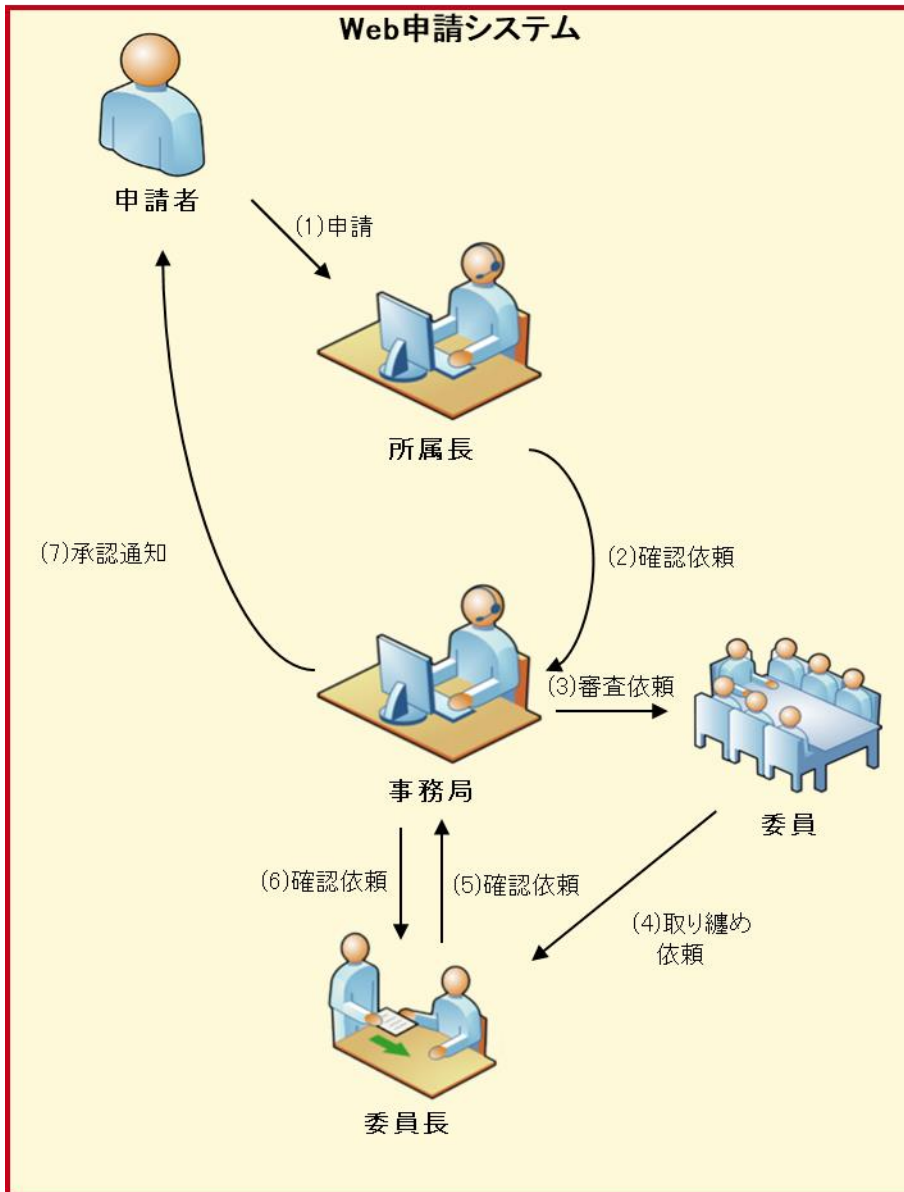 Web申請システム
申請者
(1)申請
所属長
(7)承認通知
(2)確認依頼
(3)審査依頼
事務局
委員
(6)確認依頼
(5)確認依頼
(4)取り纏め
依頼
委員長